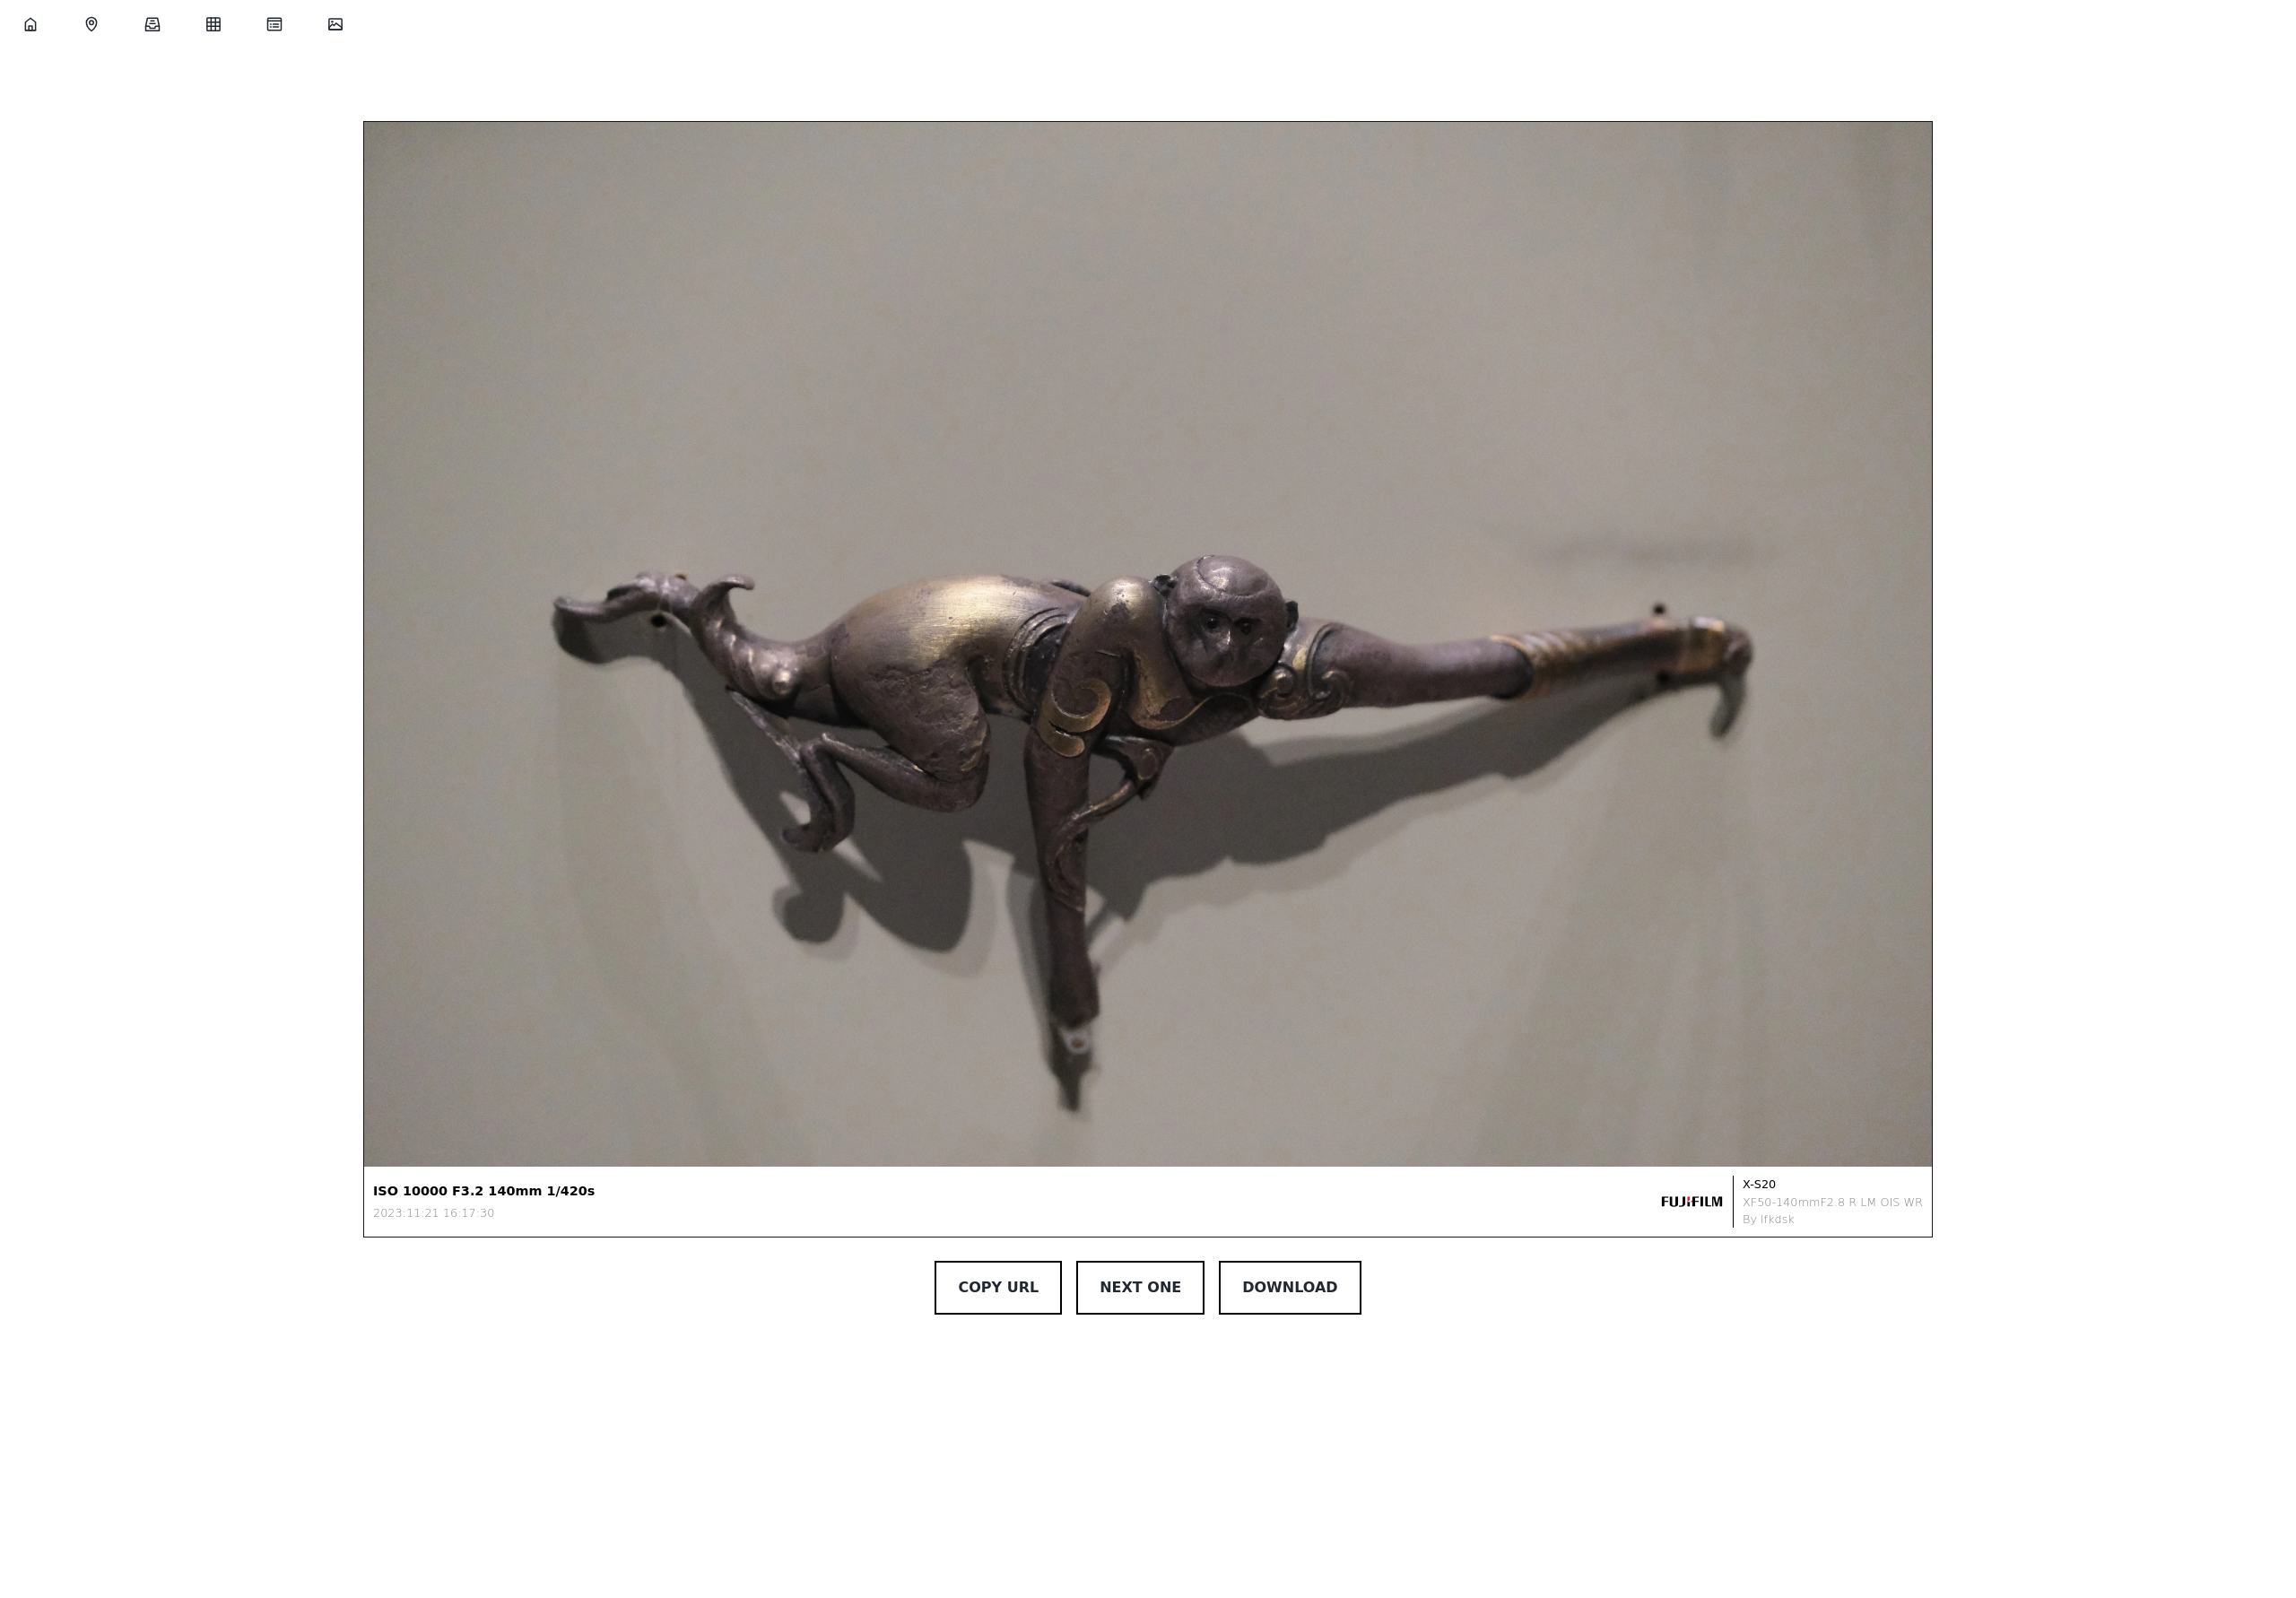 ISO 10000 F3.2 140mm 1/420s
2023:11:21 16:17:30
FUJIFILM
X-S20
XF50-140mmF2.8 R LM OIS WR
By lfkdsk
COPY URL
NEXT ONE
DOWNLOAD